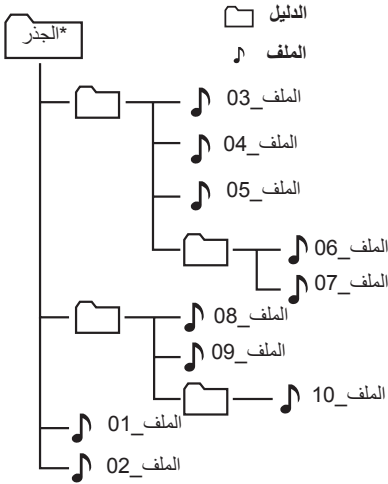 الدليل
الملف
*الجذر
الملف_03
الملف_04
الملف_05
الملف_06
الملف_07
الملف_08
الملف_09
الملف_10
الملف_01
الملف_02